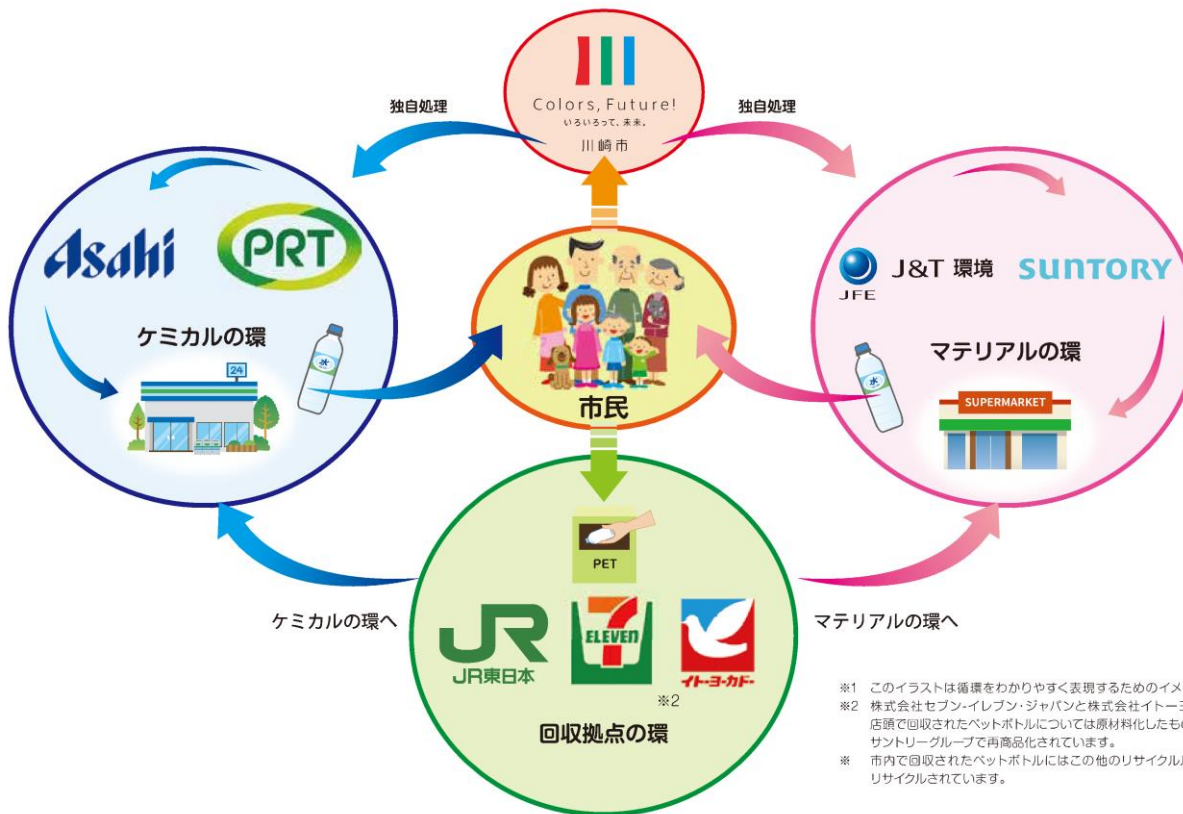 Colors, Future!
いろいろって、未来。
川崎市
独自処理
独自処理
Asahi
PRT
ケミカルの環
24
水
市民
JFE
J&T 環境
SUNTORY
マテリアルの環
水
SUPERMARKET
PET
ケミカルの環へ
マテリアルの環へ
JR
JR東日本
7
ELEVEN
イトーヨーカドー
※2
回収拠点の環
※1 このイラストは循環をわかりやすく表現するためのイメ
※2 株式会社セブン-イレブン・ジャパンと株式会社イトーヨ
店頭で回収されたペットボトルについては原材料化したもの
サントリーグループで再商品化されています。
※ 市内で回収されたペットボトルにはこの他のリサイクル
リサイクルされています。